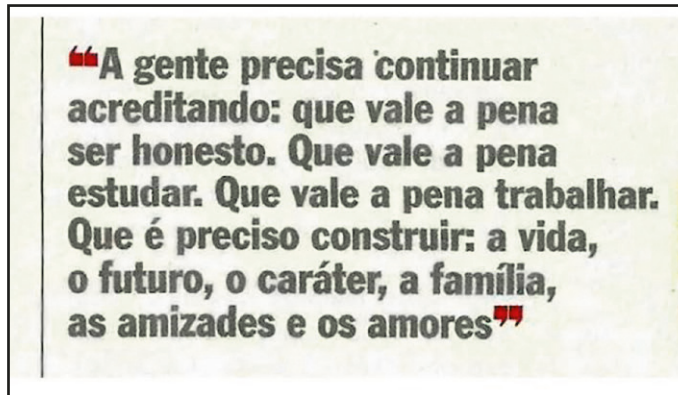 ❝A gente precisa continuar
acreditando: que vale a pena
ser honesto. Que vale a pena
estudar. Que vale a pena trabalhar.
Que é preciso construir: a vida,
o futuro, o caráter, a família,
as amizades e os amores❞